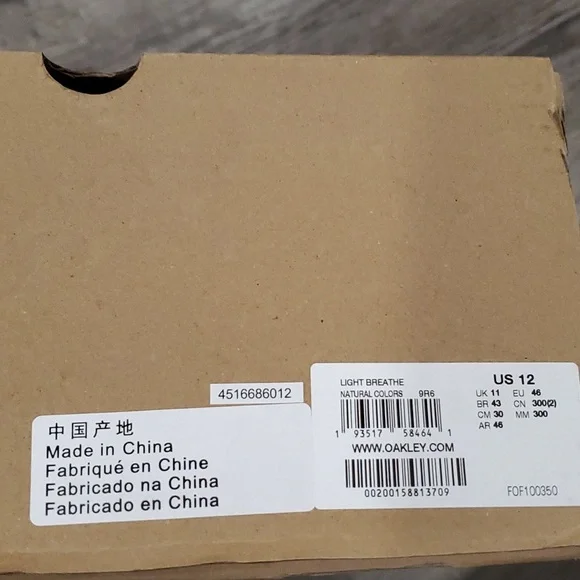 4516686012
中国产地
Made in China
Fabriqué en Chine
Fabricado na China
Fabricado en China
LIGHT BREATHE
NATURAL COLORS 9R6
1 93517 58464 1
WWW.OAKLEY.COM
00200158813709
US 12
UK 11 EU 46
BR 43 CN 300(2)
CM 30 MM 300
AR 46
FOF100350